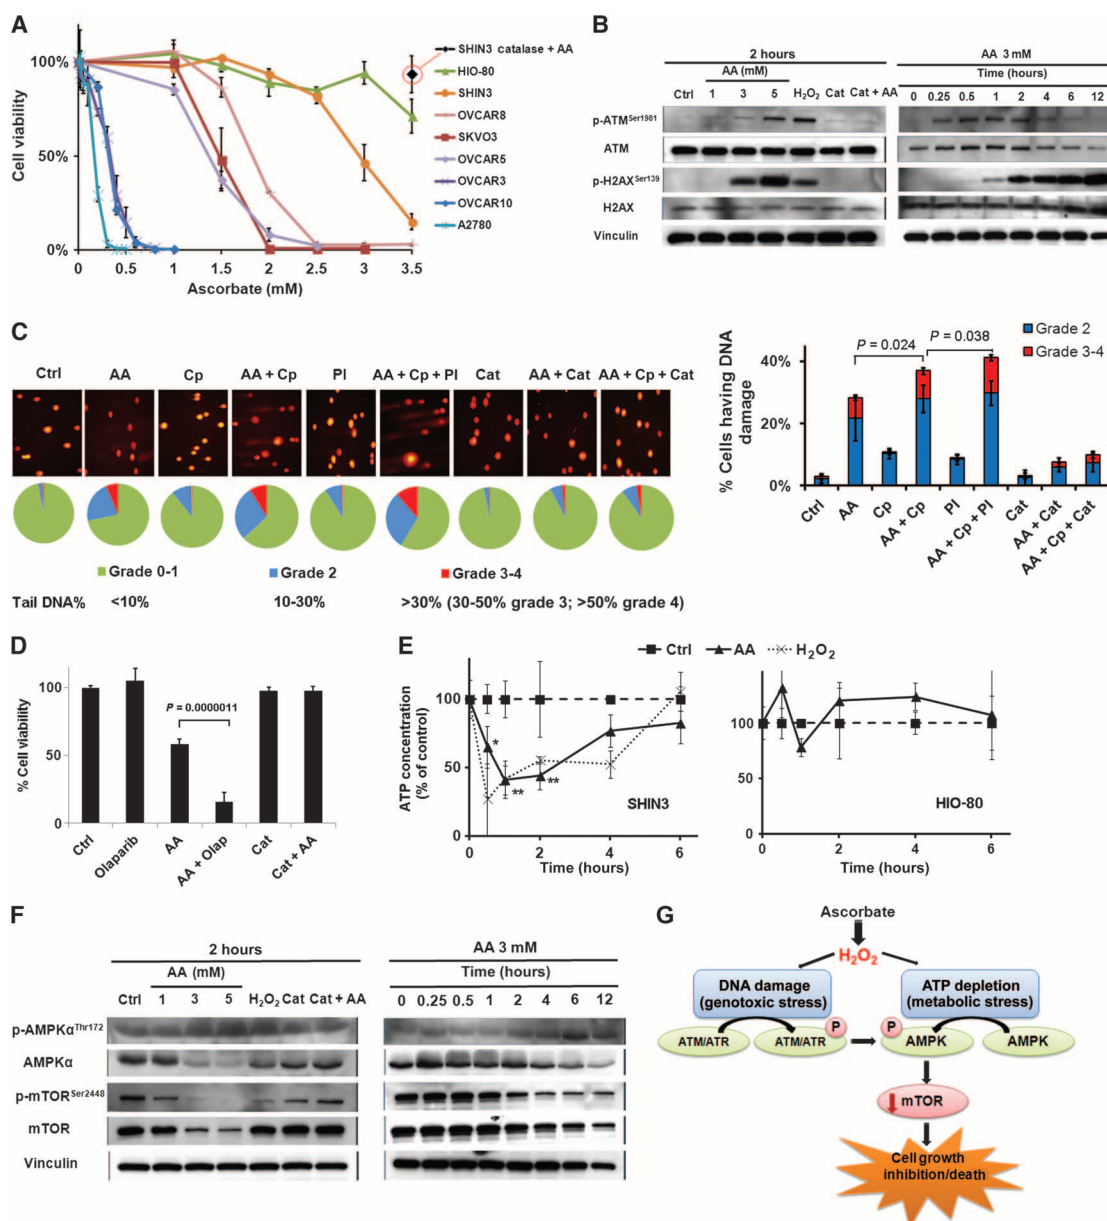 A
Cell viability
100%
50%
0%
0 0.5 1 1.5 2 2.5 3 3.5
Ascorbate (mM)
SHIN3 catalase + AA
HIO-80
SHIN3
OVCAR8
SKVO3
OVCAR5
OVCAR3
OVCAR10
A2780
B
2 hours
AA (mM)
Ctrl 1 3 5 H2O2 Cat Cat + AA
AA 3 mM
Time (hours)
0 0.25 0.5 1 2 4 6 12
p-ATMSer1981
ATM
p-H2AXSer139
H2AX
Vinculin
C
Ctrl AA Cp AA + Cp PI AA + Cp + PI Cat AA + Cat AA + Cp + Cat
Grade 0-1 Grade 2 Grade 3-4
Tail DNA% <10% 10-30% >30% (30-50% grade 3; >50% grade 4)
% Cells having DNA
damage
40%
20%
0%
P = 0.024
P = 0.038
Grade 2
Grade 3-4
Ctrl
AA
Cp
AA + Cp
PI
AA + Cp + PI
Cat
AA + Cat
AA + Cp + Cat
D
% Cell viability
100
50
0
P = 0.0000011
Ctrl
Olaparib
AA
AA + Olap
Cat
Cat + AA
E
Ctrl AA H2O2
ATP concentration
(% of control)
100
50
0
*
**
**
SHIN3
0 2 4 6
Time (hours)
100
50
0
HIO-80
0 2 4 6
Time (hours)
F
2 hours
AA (mM)
Ctrl 1 3 5 H2O2 Cat Cat + AA
AA 3 mM
Time (hours)
0 0.25 0.5 1 2 4 6 12
p-AMPKαThr172
AMPKα
p-mTORSer2448
mTOR
Vinculin
G
Ascorbate
H2O2
DNA damage
(genotoxic stress)
ATP depletion
(metabolic stress)
ATM/ATR
ATM/ATR
P
P
AMPK
AMPK
mTOR
Cell growth
inhibition/death